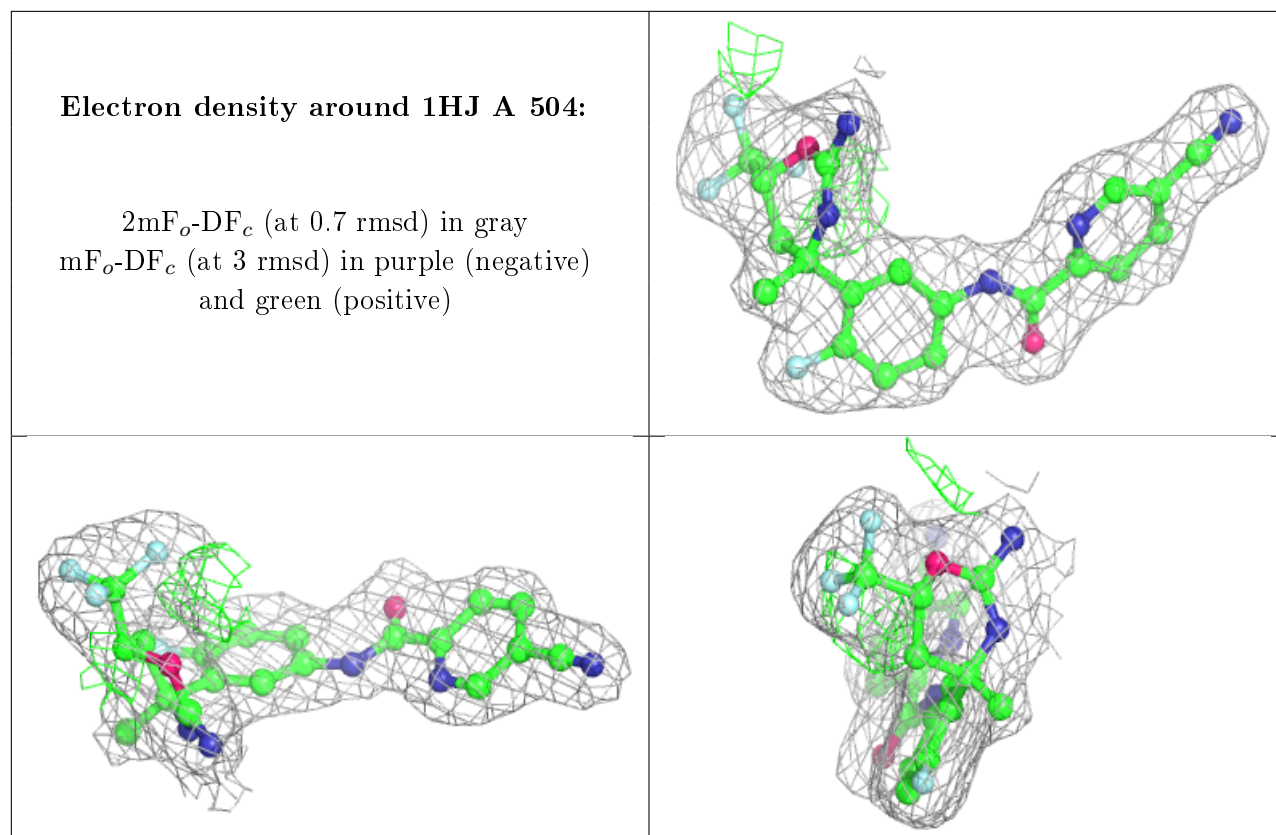 Electron density around 1HJ A 504:
2mFo-DFc (at 0.7 rmsd) in gray
mFo-DFc (at 3 rmsd) in purple (negative)
and green (positive)